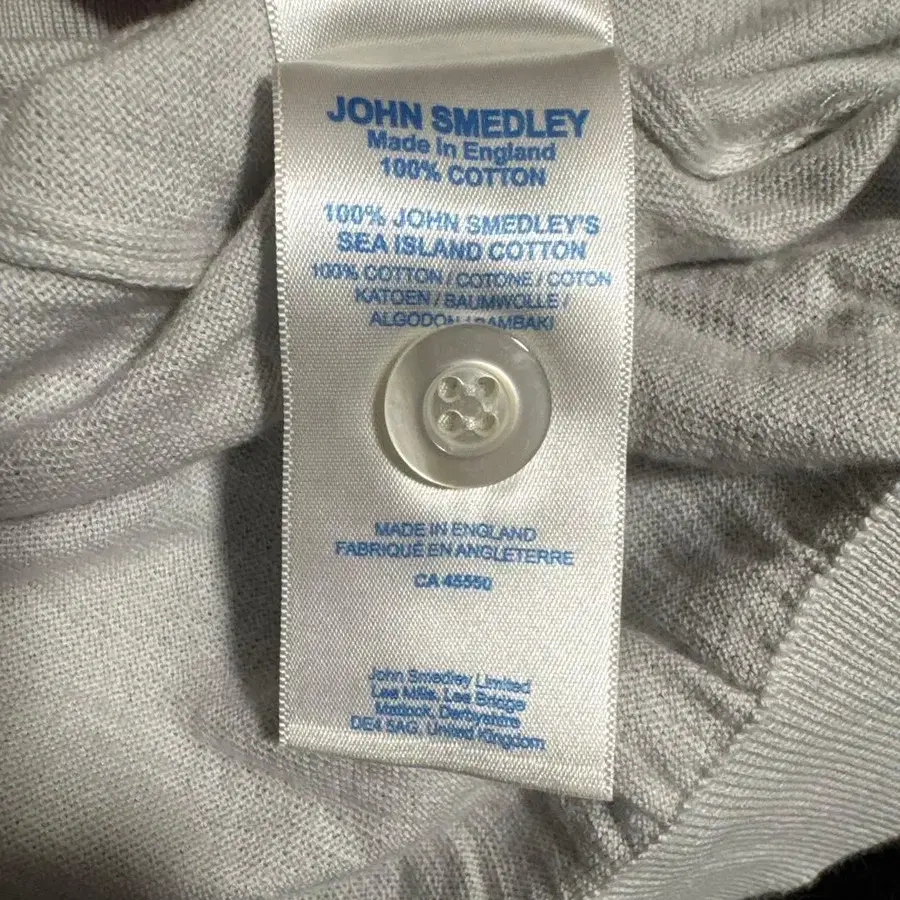 JOHN SMEDLEY
Made In England
100% COTTON
100% JOHN SMEDLEY'S
SEA ISLAND COTTON
100% COTTON / COTONE / COTON
KATOEN / BAUMWOLLE /
ALGODON / BAMBAKI
MADE IN ENGLAND
FABRIQUE EN ANGLETERRE
CA 45550
John Smedley Limited
Lea Mills, Lea Bridge
Matlock, Derbyshire
DE4 5AG, United Kingdom